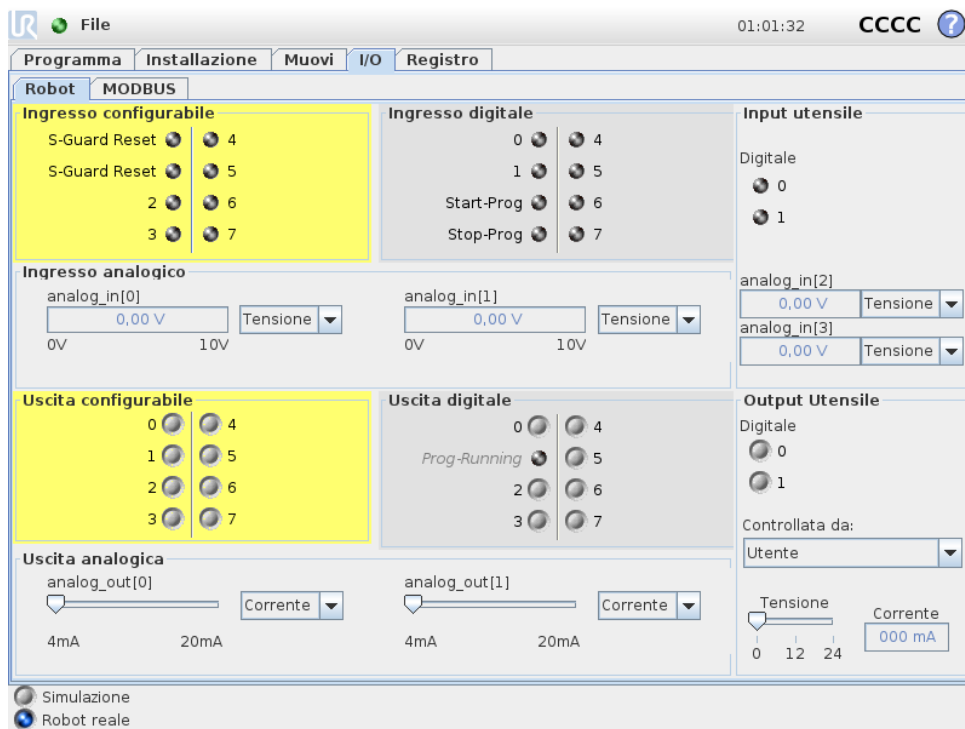 UR File 01:01:32 CCCC ?
Programma Installazione Muovi I/O Registro
Robot MODBUS
Ingresso configurabile
S-Guard Reset 4
S-Guard Reset 5
2 6
3 7
Ingresso digitale
0 4
1 5
Start-Prog 6
Stop-Prog 7
Input utensile
Digitale
0
1
analog_in[2]
0,00 V Tensione
analog_in[3]
0,00 V Tensione
Ingresso analogico
analog_in[0]
0,00 V Tensione
0V 10V
analog_in[1]
0,00 V Tensione
0V 10V
Uscita configurabile
0 4
1 5
2 6
3 7
Uscita digitale
0 4
Prog-Running 5
2 6
3 7
Output Utensile
Digitale
0
1
Controllata da:
Utente
Tensione
0 12 24
Corrente
000 mA
Uscita analogica
analog_out[0]
Corrente
4mA 20mA
analog_out[1]
Corrente
4mA 20mA
Simulazione
Robot reale